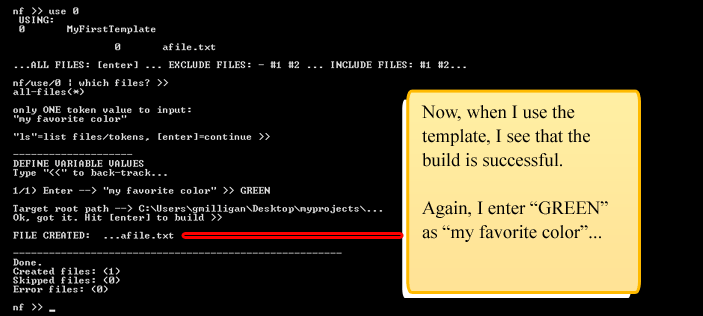 nf >> use 0
USING:
0 MyFirstTemplate
0 afile.txt
...ALL FILES: [enter] ... EXCLUDE FILES: - #1 #2 ... INCLUDE FILES: #1 #2...
nf/use/0 | which files? >>
all-files(*)
only ONE token value to input:
"my favorite color"
"ls"=list files/tokens, [enter]=continue >>
--------------------
DEFINE VARIABLE VALUES
Type "<<" to back-track...
1/1) Enter --> "my favorite color" >> GREEN
Target root path --> C:\Users\gmilligan\Desktop\myprojects\...
Ok, got it. Hit [enter] to build >>
FILE CREATED: ...afile.txt
-------------------------------------------------------
Done.
Created files: (1)
Skipped files: (0)
Error files: (0)
nf >> _
Now, when I use the
template, I see that the
build is successful.
Again, I enter “GREEN”
as “my favorite color”...